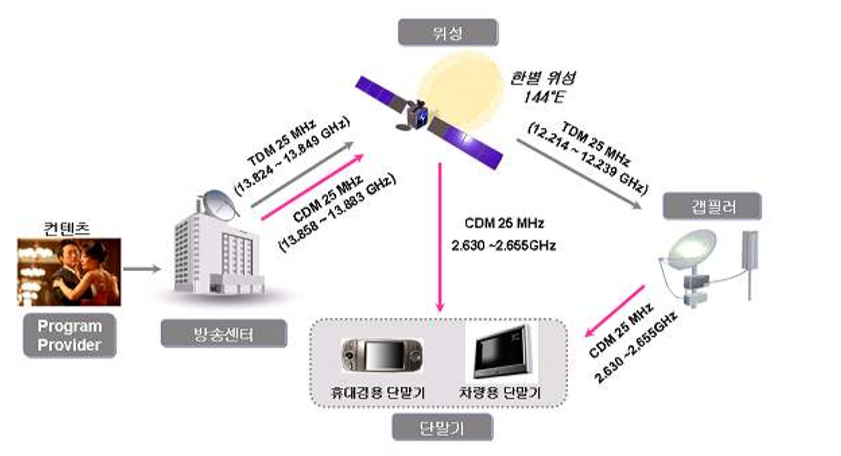 위성
한별 위성
144°E
TDM 25 MHz
(13.824 ~ 13.849 GHz)
CDM 25 MHz
(13.858 ~ 13.883 GHz)
TDM 25 MHz
(12.214 ~ 12.239 GHz)
CDM 25 MHz
2.630 ~2.655GHz
갭필러
컨텐츠
Program
Provider
방송센터
CDM 25 MHz
2.630 ~2.655GHz
휴대겸용 단말기
차량용 단말기
단말기